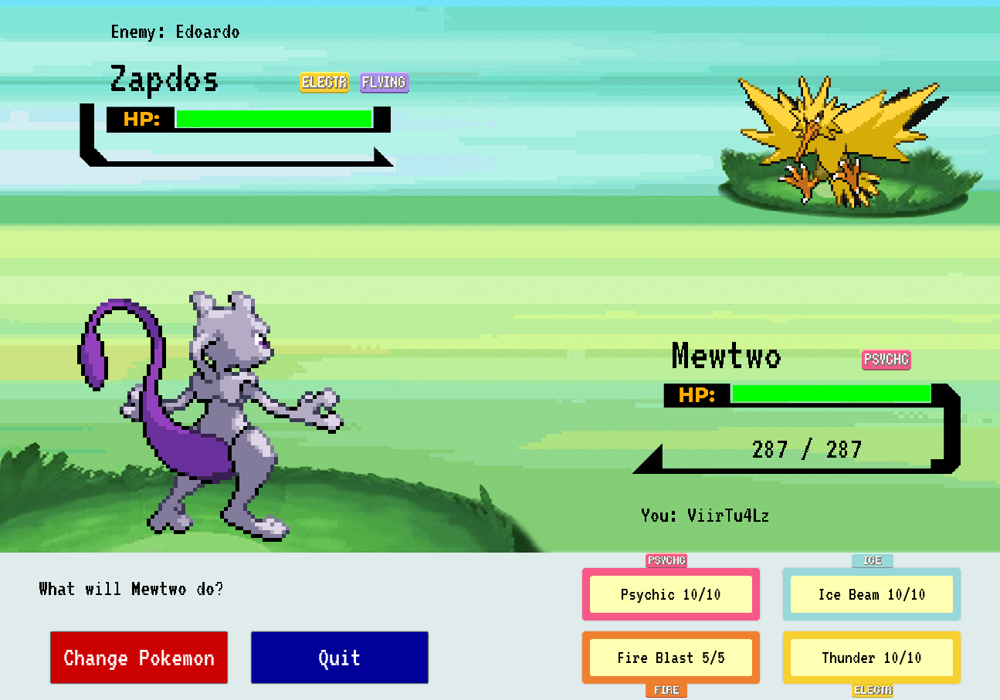 Enemy: Edoardo
Zapdos ELECTR FLYING
HP:
Mewtwo PSYCHC
HP:
287 / 287
You: ViirTu4Lz
What will Mewtwo do?
PSYCHC
Psychic 10/10
ICE
Ice Beam 10/10
Change Pokemon
Quit
Fire Blast 5/5
FIRE
Thunder 10/10
ELECTR